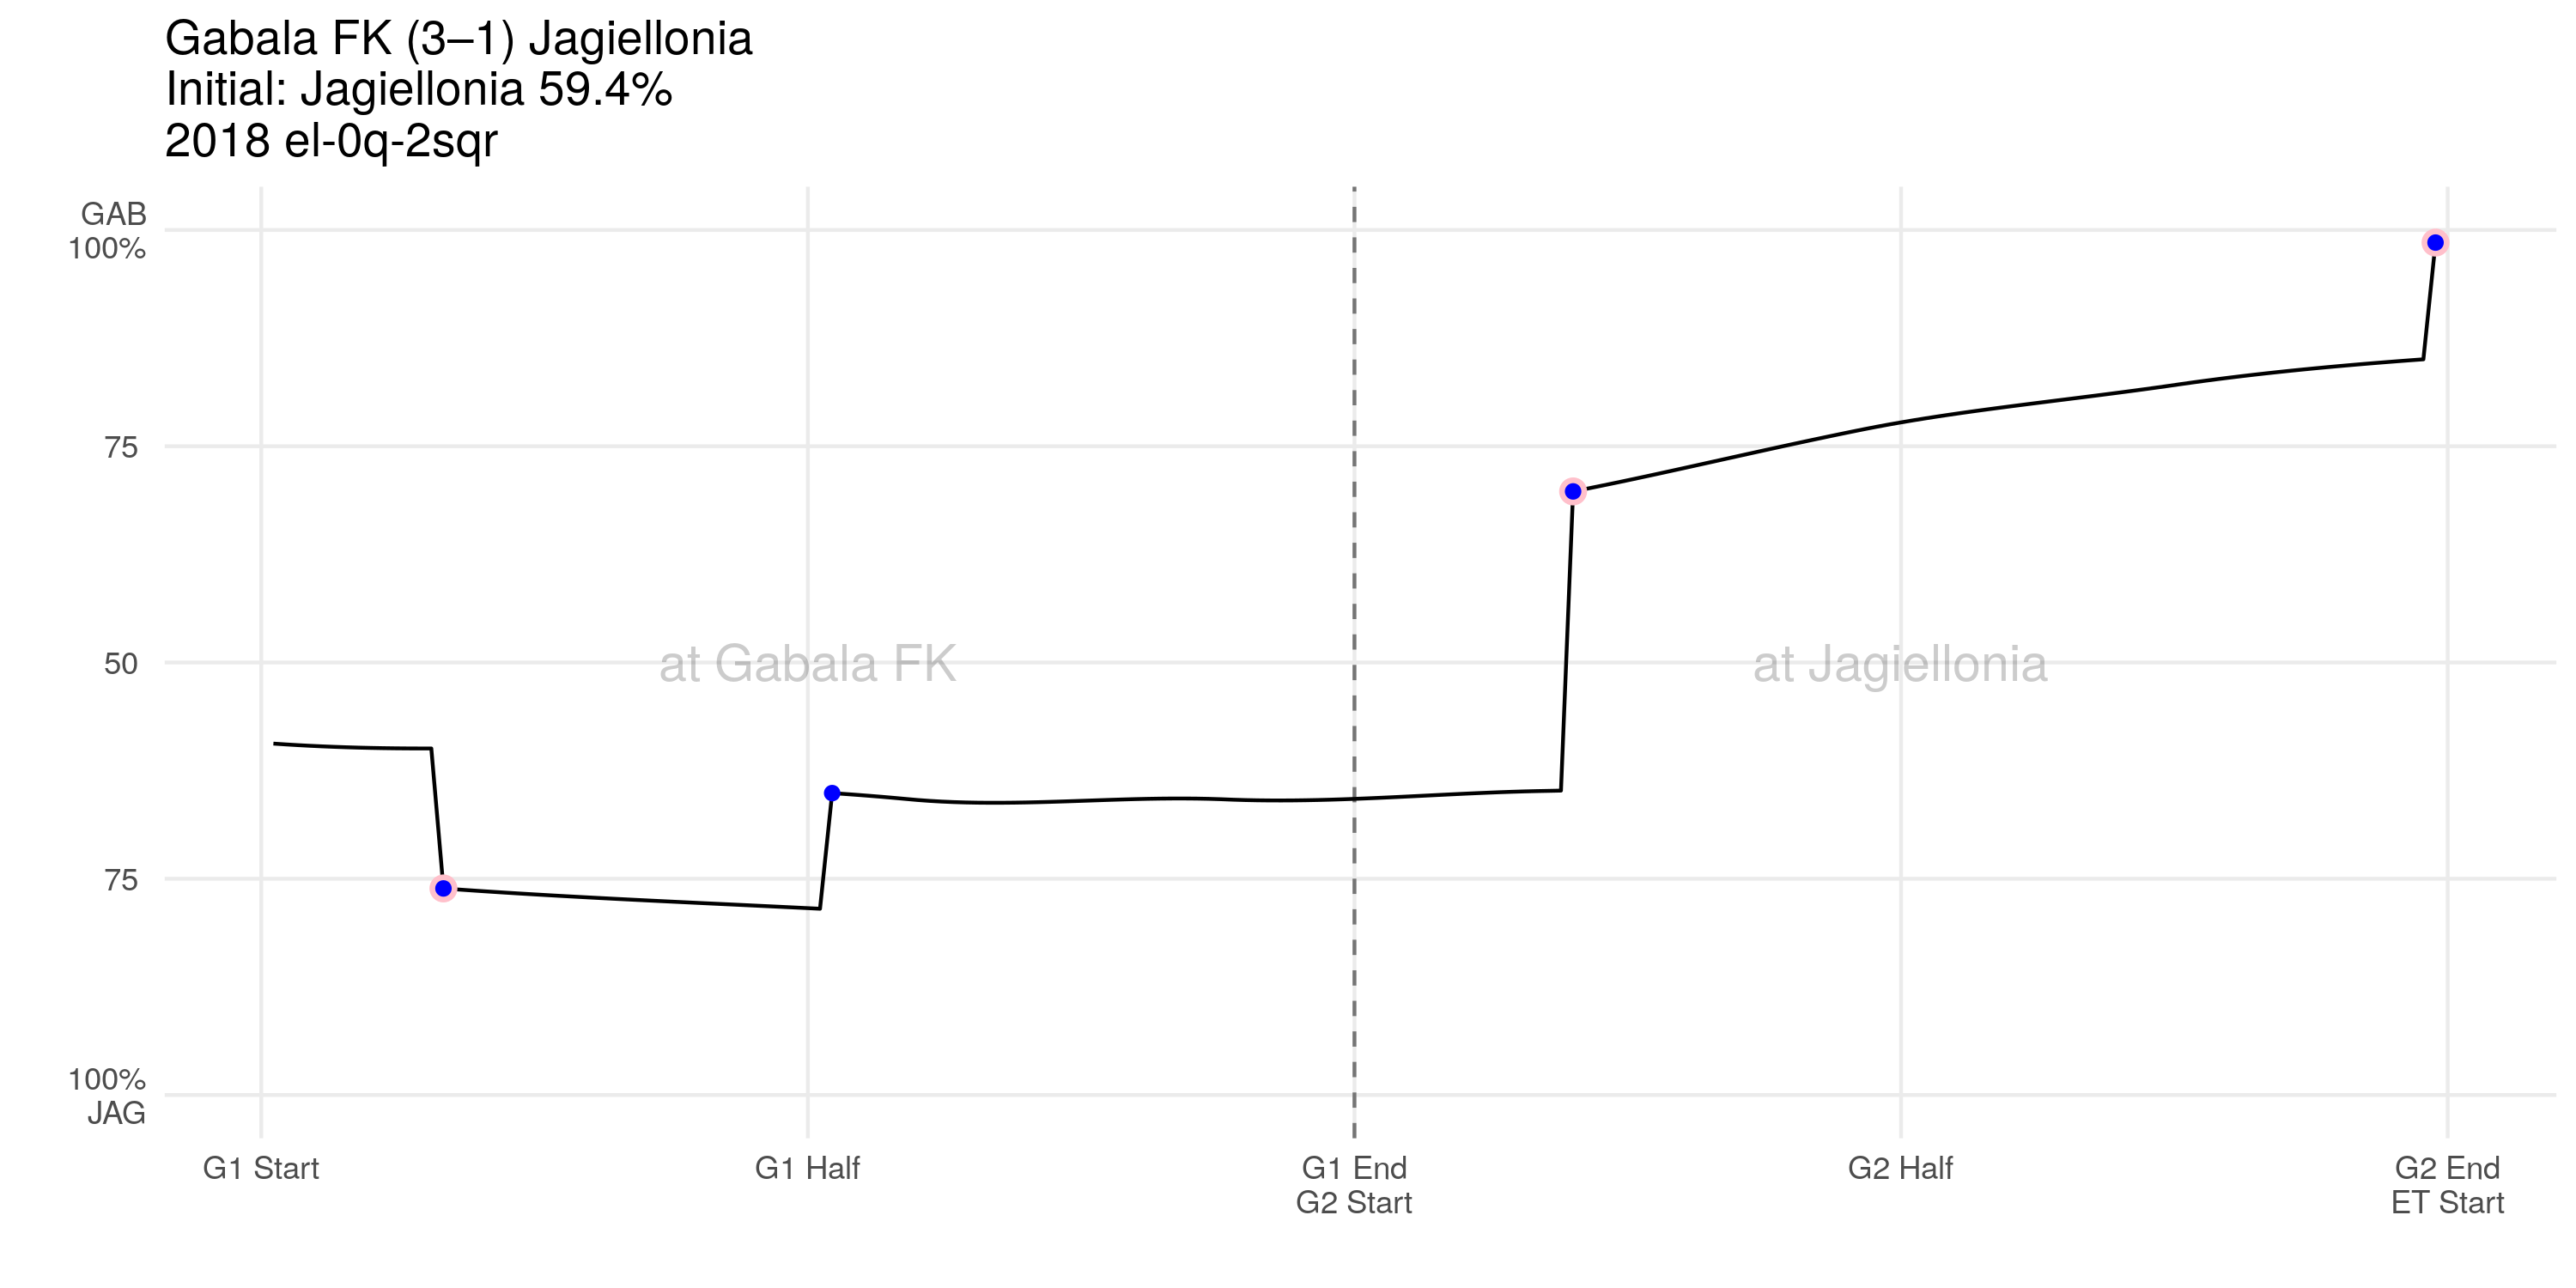 Gabala FK (3–1) Jagiellonia
Initial: Jagiellonia 59.4%
2018 el-0q-2sqr
GAB
100%
75
50
75
100%
JAG
at Gabala FK
at Jagiellonia
G1 Start
G1 Half
G1 End
G2 Start
G2 Half
G2 End
ET Start